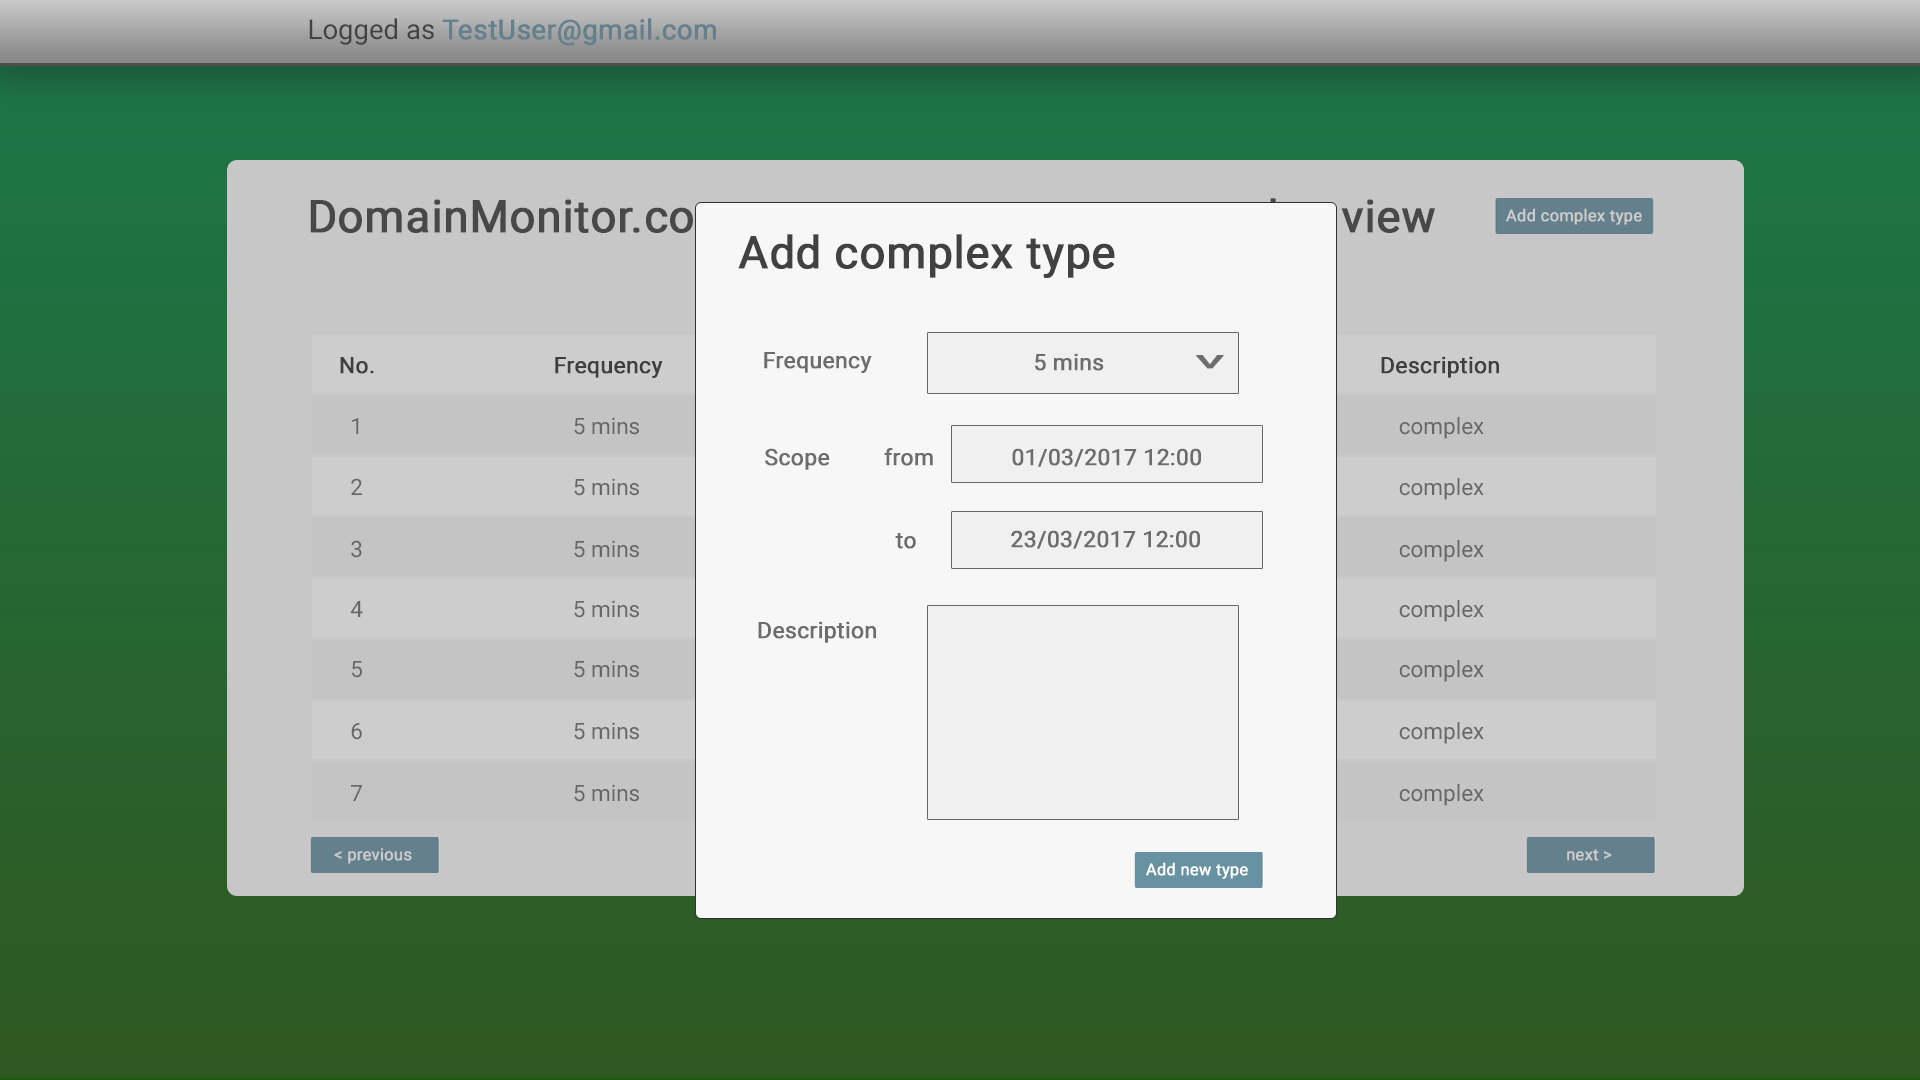 Logged as TestUser@gmail.com
DomainMonitor.co view
Add complex type
Add complex type
No. Frequency Description
Frequency 5 mins
1 5 mins complex
Scope from 01/03/2017 12:00
2 5 mins complex
to 23/03/2017 12:00
3 5 mins complex
4 5 mins complex
Description
5 5 mins complex
6 5 mins complex
7 5 mins complex
< previous
next >
Add new type